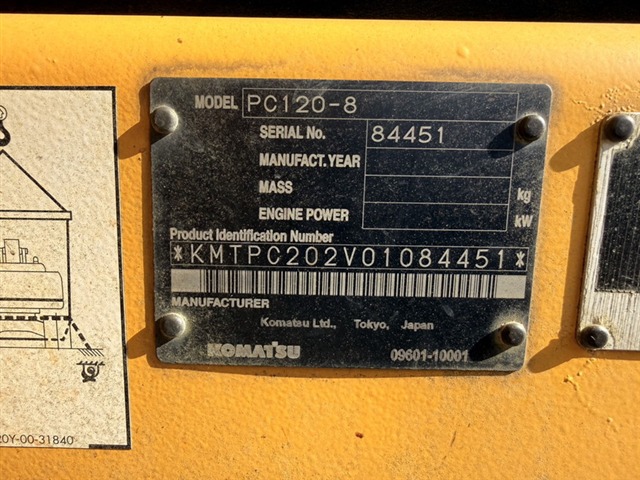 MODEL PC120-8
SERIAL No. 84451
MANUFACT. YEAR
MASS kg
ENGINE POWER kW
Product Identification Number
*KMTPC202V01084451*
MANUFACTURER
Komatsu Ltd., Tokyo, Japan
KOMATSU 09601-10001
20Y-00-31840